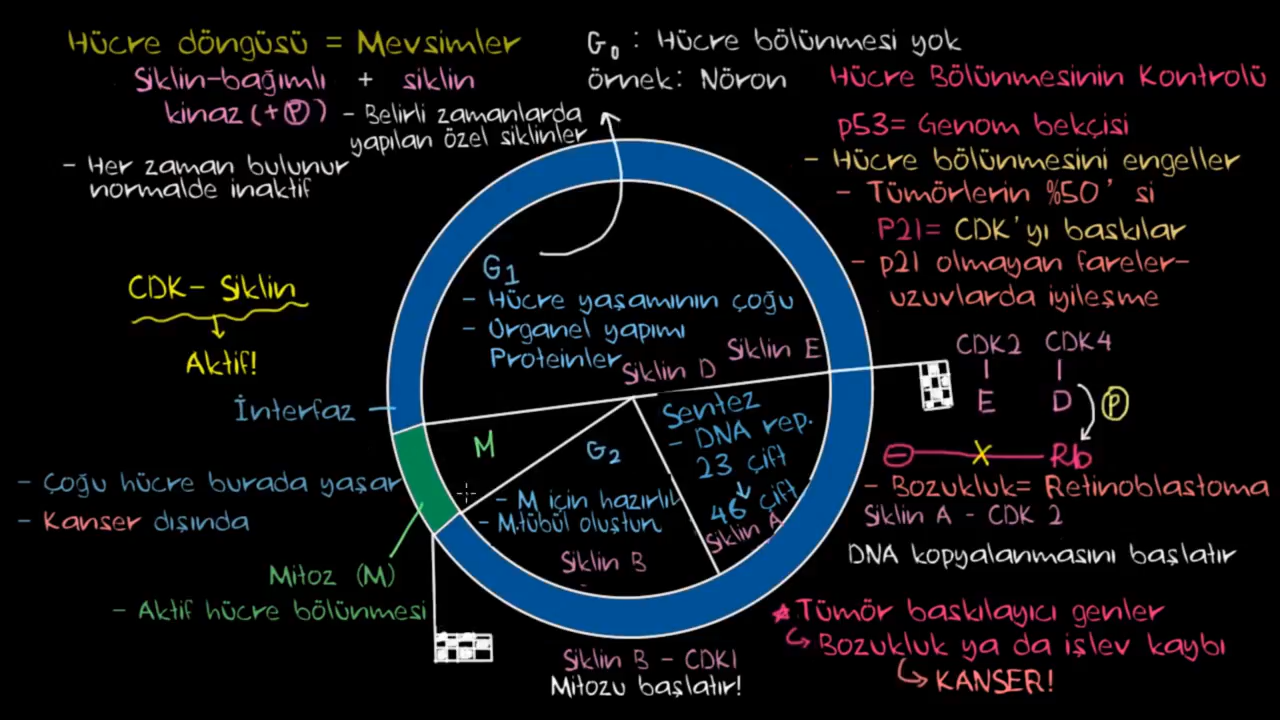 Hücre döngüsü = Mevsimler
Siklin-bağımlı + siklin
kinaz (+P)
- Belirli zamanlarda
yapılan özel siklinler
- Her zaman bulunur
normalde inaktif
CDK- Siklin
Aktif!
İnterfaz
- Çoğu hücre burada yaşar
- Kanser dışında
Mitoz (M)
- Aktif hücre bölünmesi
G0 : Hücre bölünmesi yok
örnek: Nöron
G1
- Hücre yaşamının çoğu
- Organel yapımı
Proteinler
Siklin D
Siklin E
Sentez
- DNA rep.
23 çift
46 çift
Siklin A
M
G2
- M için hazırlık
- M.tübül oluştun
Siklin B
Siklin B - CDK1
Mitozu başlatır!
Hücre Bölünmesinin Kontrolü
p53= Genom bekçisi
- Hücre bölünmesini engeller
- Tümörlerin %50' si
P21= CDK'yı baskılar
- p21 olmayan fareler-
uzuvlarda iyileşme
CDK2 CDK4
E D P
- X Rb
- Bozukluk= Retinoblastoma
Siklin A - CDK 2
DNA kopyalanmasını başlatır
* Tümör baskılayıcı genler
Bozukluk ya da işlev kaybı
KANSER!